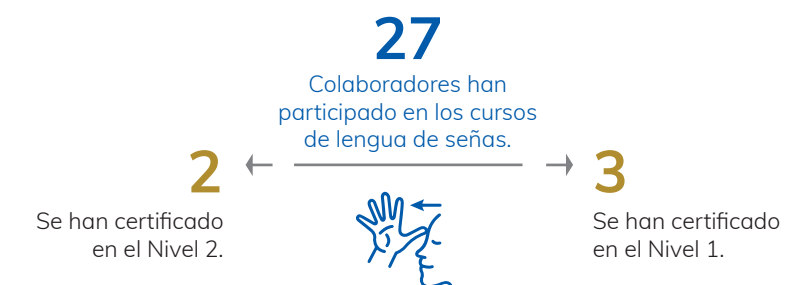 27
Colaboradores han
participado en los cursos
de lengua de señas.
2
Se han certificado
en el Nivel 2.
3
Se han certificado
en el Nivel 1.